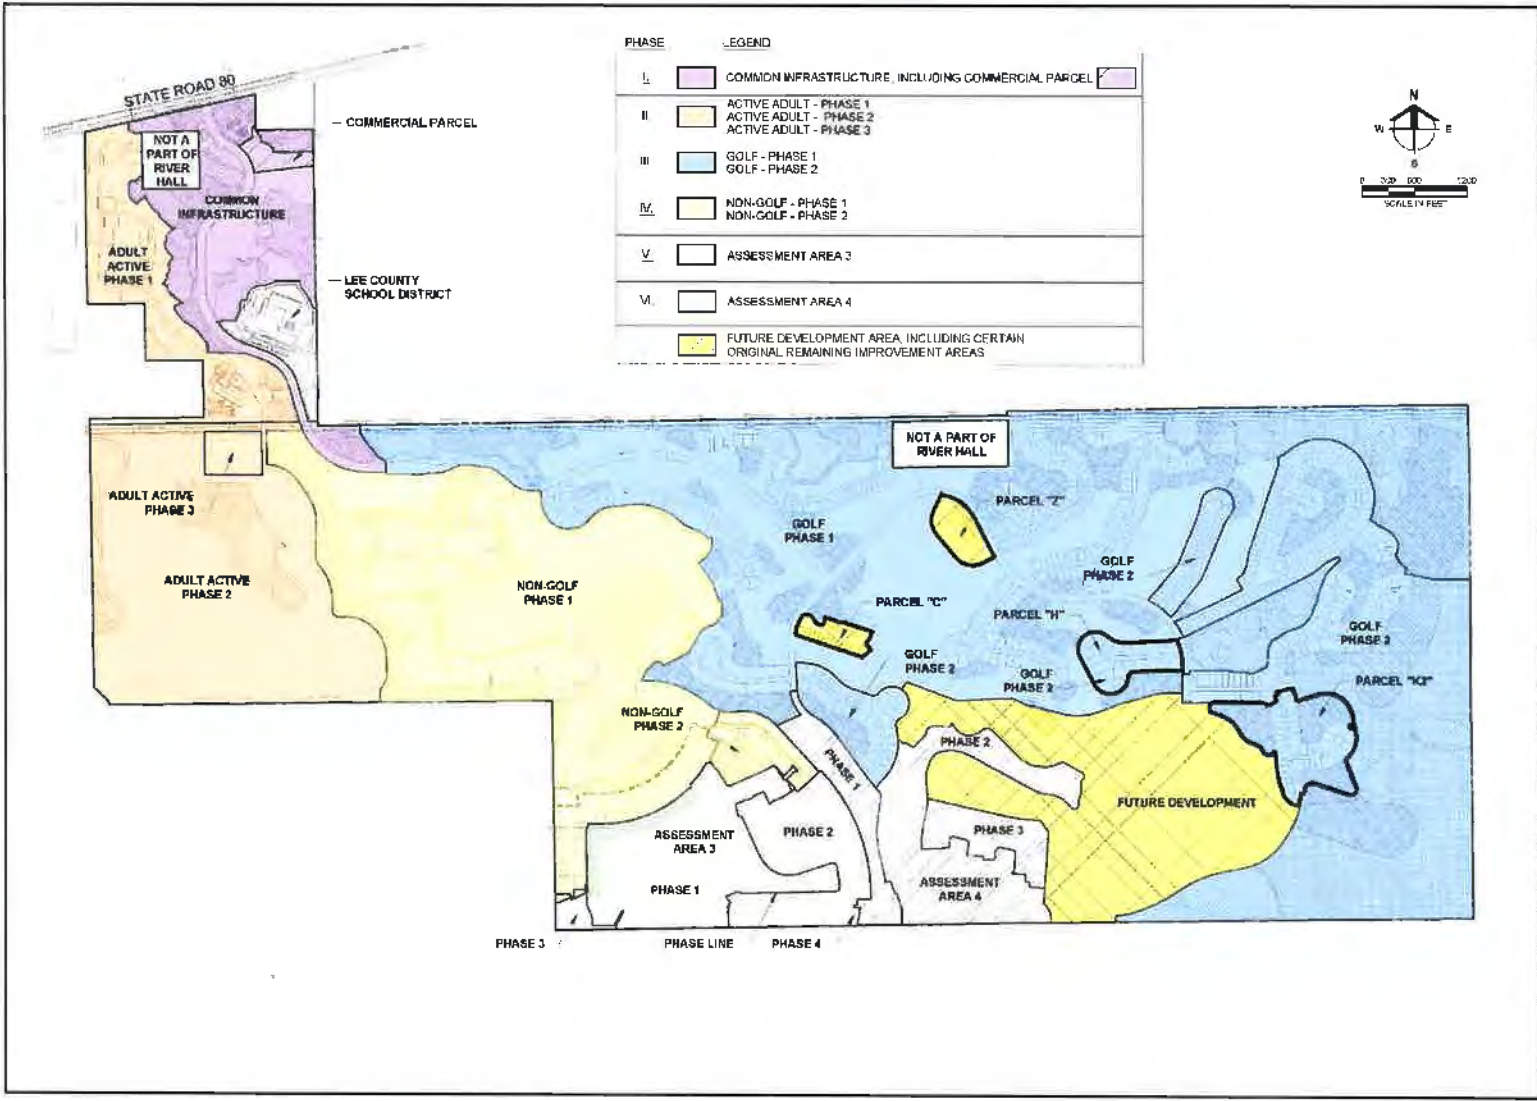 PHASE LEGEND
I. COMMON INFRASTRUCTURE, INCLUDING COMMERCIAL PARCEL
II ACTIVE ADULT - PHASE 1
ACTIVE ADULT - PHASE 2
ACTIVE ADULT - PHASE 3
III GOLF - PHASE 1
GOLF - PHASE 2
IV. NON-GOLF - PHASE 1
NON-GOLF - PHASE 2
V ASSESSMENT AREA 3
VI. ASSESSMENT AREA 4
FUTURE DEVELOPMENT AREA, INCLUDING CERTAIN
ORIGINAL REMAINING IMPROVEMENT AREAS
N
W E
S
0 600 1200
SCALE IN FEET
STATE ROAD 80
COMMERCIAL PARCEL
NOT A
PART OF
RIVER
HALL
COMMON
INFRASTRUCTURE
ADULT
ACTIVE
PHASE 1
LEE COUNTY
SCHOOL DISTRICT
NOT A PART OF
RIVER HALL
ADULT ACTIVE
PHASE 3
ADULT ACTIVE
PHASE 2
NON-GOLF
PHASE 1
GOLF
PHASE 1
PARCEL "Z"
GOLF
PHASE 2
PARCEL "C"
PARCEL "H"
GOLF
PHASE 2
GOLF
PHASE 2
GOLF
PHASE 2
NON-GOLF
PHASE 2
PHASE 1
PHASE 2
FUTURE DEVELOPMENT
ASSESSMENT
AREA 3
PHASE 2
PHASE 3
PHASE 1
ASSESSMENT
AREA 4
PHASE 3
PHASE LINE
PHASE 4